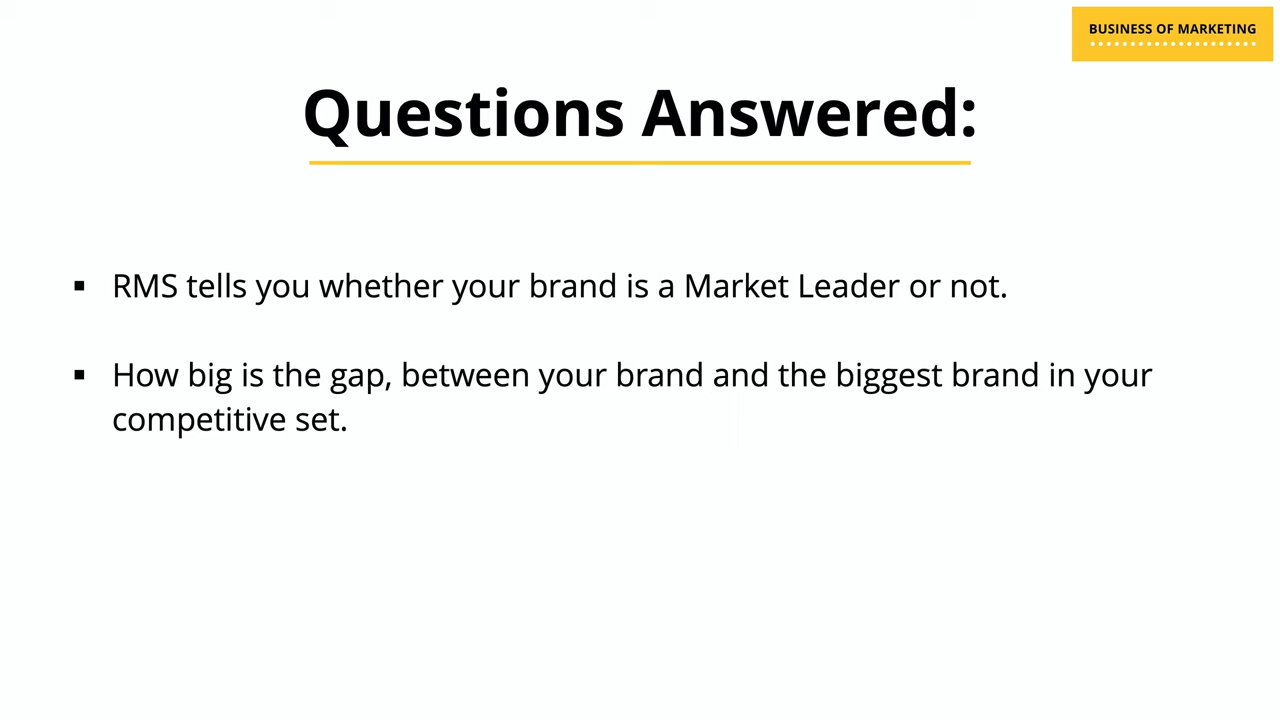 BUSINESS OF MARKETING
Questions Answered:
▪ RMS tells you whether your brand is a Market Leader or not.
▪ How big is the gap, between your brand and the biggest brand in your
competitive set.